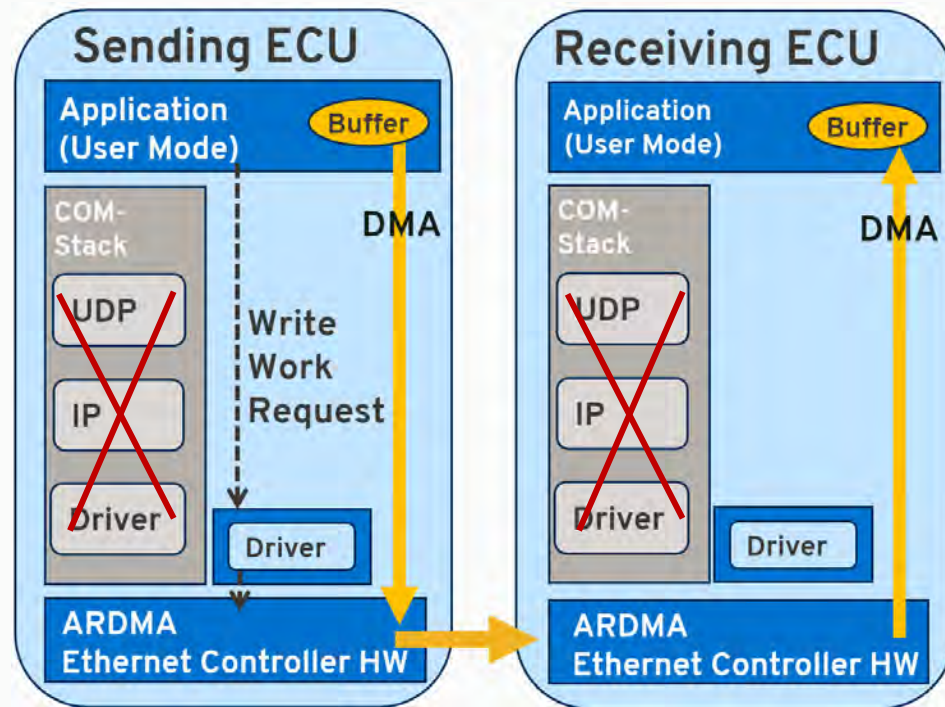 Sending ECU
Application
(User Mode)
Buffer
COM-
Stack
DMA
UDP
Write
Work
Request
IP
Driver
Driver
ARDMA
Ethernet Controller HW
Receiving ECU
Application
(User Mode)
Buffer
COM-
Stack
DMA
UDP
IP
Driver
Driver
ARDMA
Ethernet Controller HW